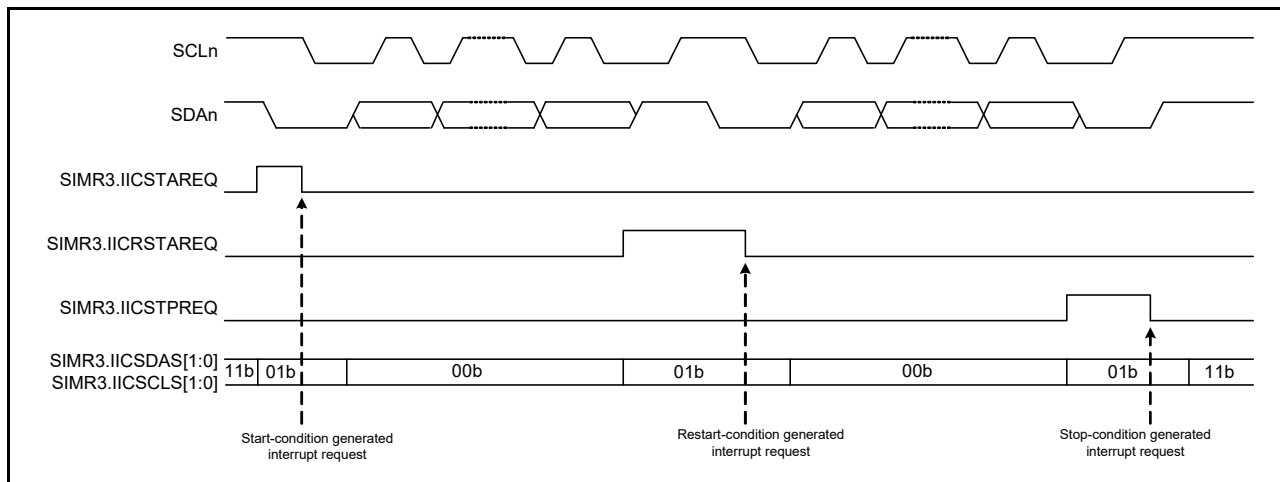 SCLn
SDAn
SIMR3.IICSTAREQ
SIMR3.IICRSTAREQ
SIMR3.IICSTPREQ
SIMR3.IICSDAS[1:0]
SIMR3.IICSCLS[1:0]
11b 01b 00b 01b 00b 01b 11b
Start-condition generated
interrupt request
Restart-condition generated
interrupt request
Stop-condition generated
interrupt request